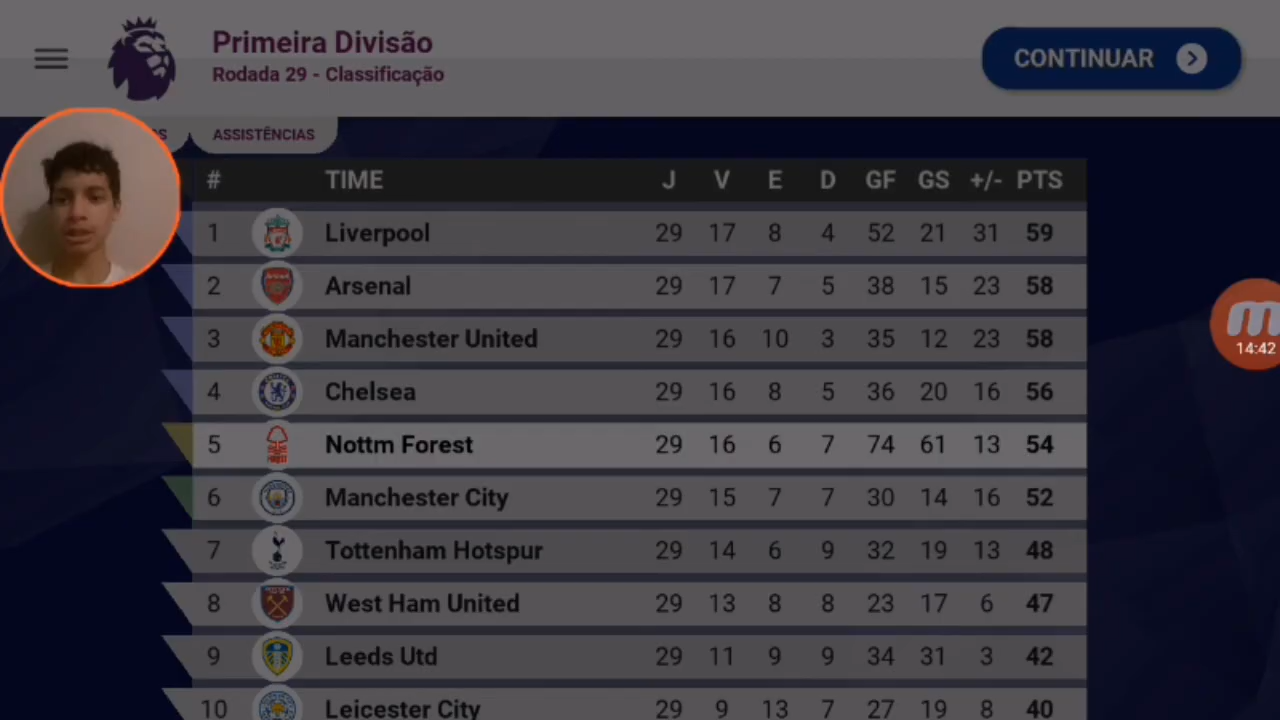 Primeira Divisão
Rodada 29 - Classificação
CONTINUAR
ASSISTÊNCIAS
# TIME J V E D GF GS +/- PTS
1 Liverpool 29 17 8 4 52 21 31 59
2 Arsenal 29 17 7 5 38 15 23 58
3 Manchester United 29 16 10 3 35 12 23 58
4 Chelsea 29 16 8 5 36 20 16 56
5 Nottm Forest 29 16 6 7 74 61 13 54
6 Manchester City 29 15 7 7 30 14 16 52
7 Tottenham Hotspur 29 14 6 9 32 19 13 48
8 West Ham United 29 13 8 8 23 17 6 47
9 Leeds Utd 29 11 9 9 34 31 3 42
10 Leicester City 29 9 13 7 27 19 8 40
14:42